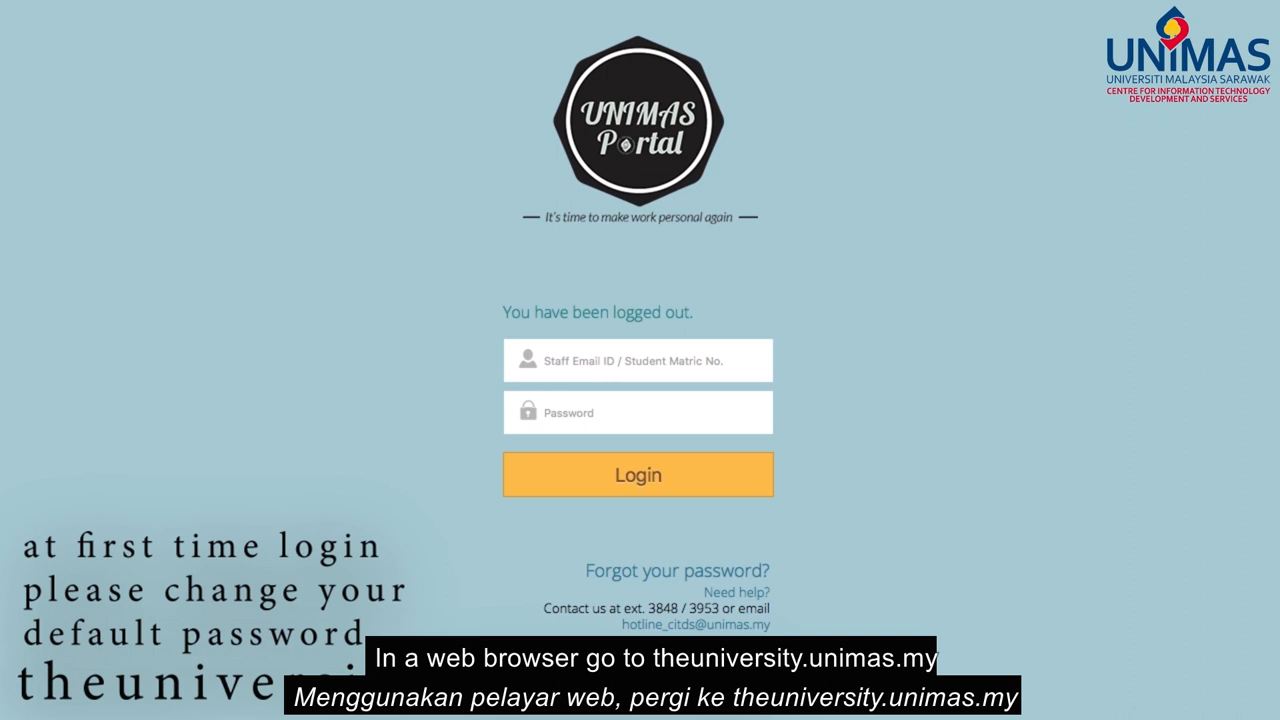 UNIMAS
UNIVERSITI MALAYSIA SARAWAK
CENTRE FOR INFORMATION TECHNOLOGY
DEVELOPMENT AND SERVICES
UNIMAS
Portal
It's time to make work personal again
You have been logged out.
Staff Email ID / Student Matric No.
Password
Login
Forgot your password?
Need help?
Contact us at ext. 3848 / 3953 or email
hotline_citds@unimas.my
at first time login
please change your
default password
In a web browser go to theuniversity.unimas.my
Menggunakan pelayar web, pergi ke theuniversity.unimas.my